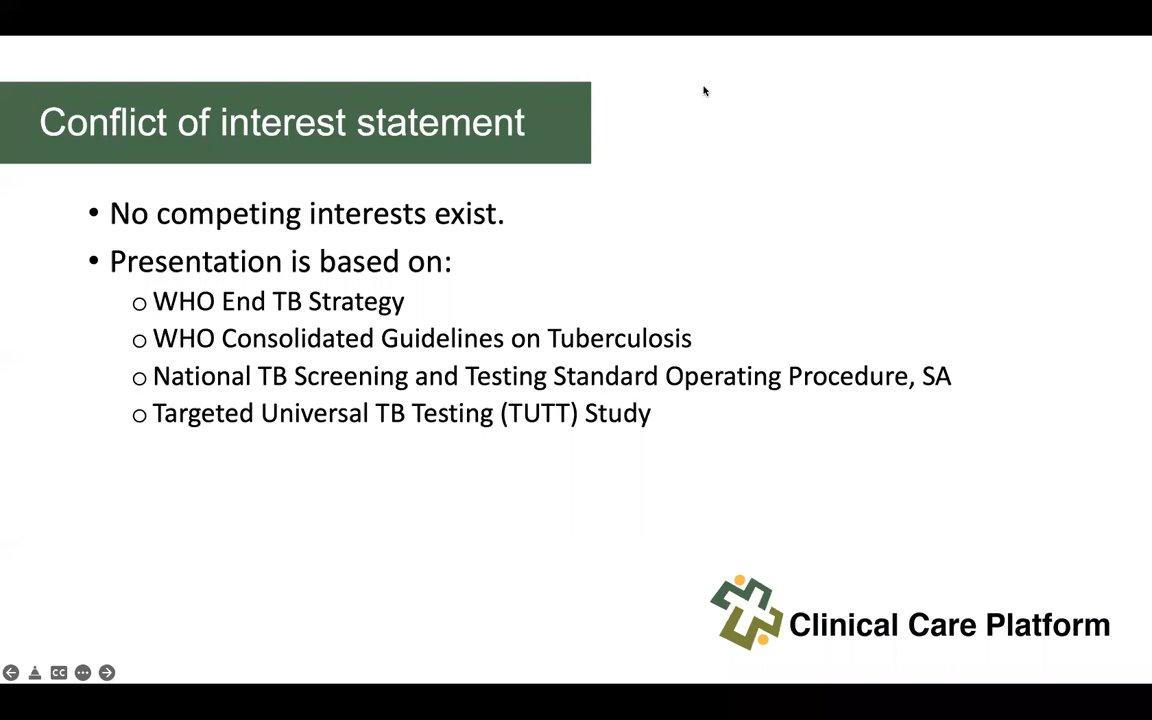 Conflict of interest statement
• No competing interests exist.
• Presentation is based on:
o WHO End TB Strategy
o WHO Consolidated Guidelines on Tuberculosis
o National TB Screening and Testing Standard Operating Procedure, SA
o Targeted Universal TB Testing (TUTT) Study
Clinical Care Platform
CC